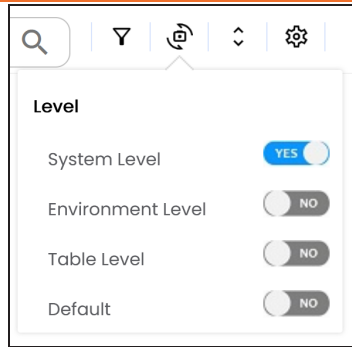 Level
System Level YES
Environment Level NO
Table Level NO
Default NO